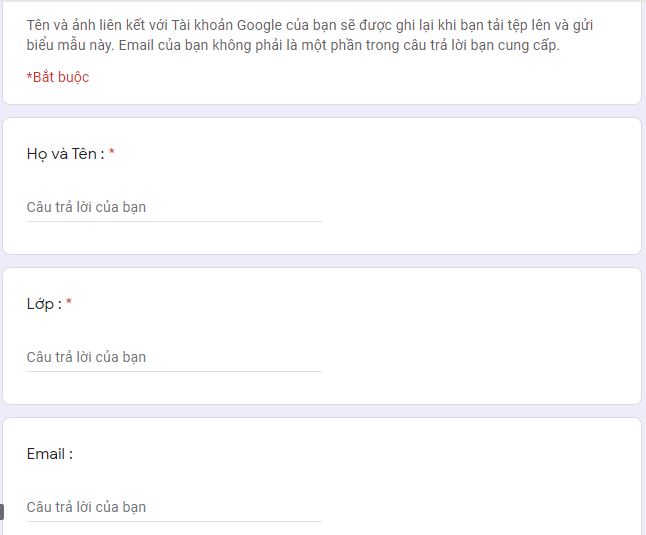 Tên và ảnh liên kết với Tài khoản Google của bạn sẽ được ghi lại khi bạn tải tệp lên và gửi
biểu mẫu này. Email của bạn không phải là một phần trong câu trả lời bạn cung cấp.
*Bắt buộc
Họ và Tên : *
Câu trả lời của bạn
Lớp : *
Câu trả lời của bạn
Email :
Câu trả lời của bạn